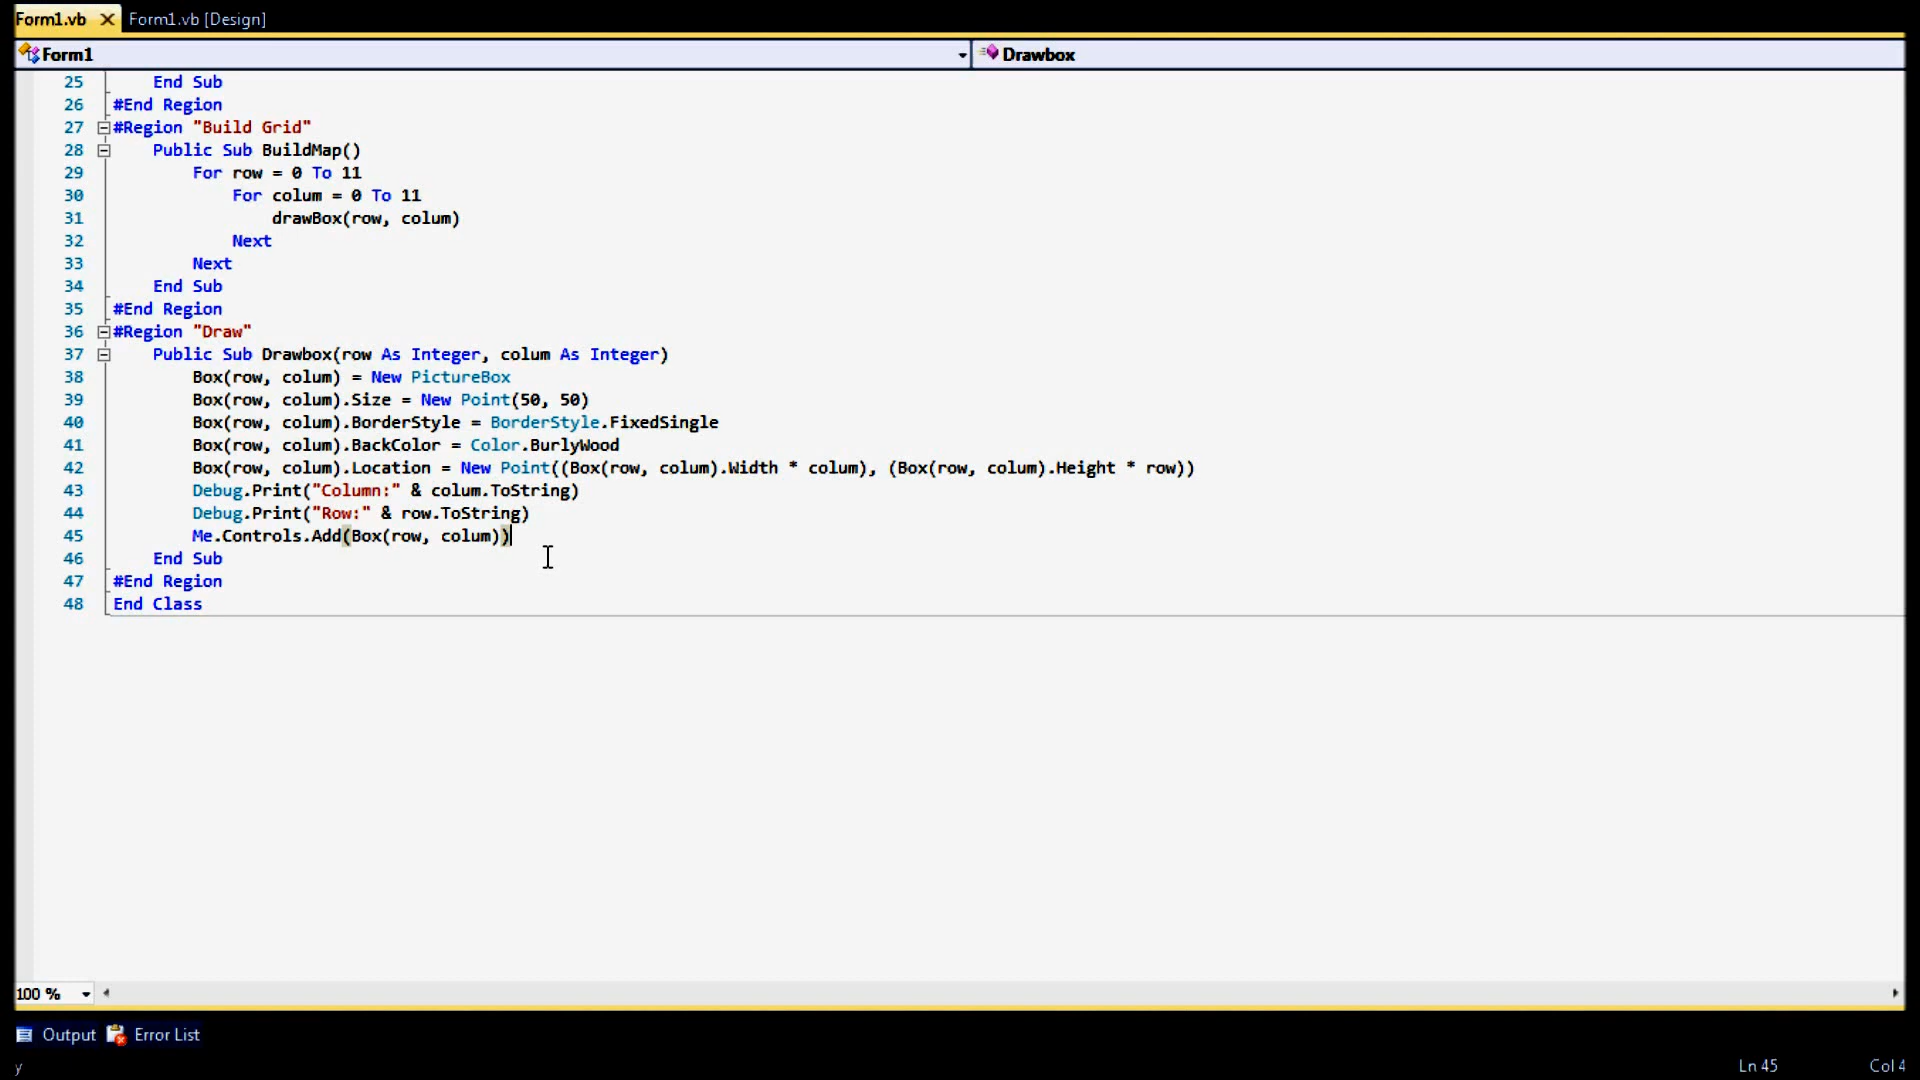 Form1.vb Form1.vb [Design]
Form1 Drawbox
25 End Sub
26 #End Region
27 #Region "Build Grid"
28 Public Sub BuildMap()
29 For row = 0 To 11
30 For colum = 0 To 11
31 drawBox(row, colum)
32 Next
33 Next
34 End Sub
35 #End Region
36 #Region "Draw"
37 Public Sub Drawbox(row As Integer, colum As Integer)
38 Box(row, colum) = New PictureBox
39 Box(row, colum).Size = New Point(50, 50)
40 Box(row, colum).BorderStyle = BorderStyle.FixedSingle
41 Box(row, colum).BackColor = Color.BurlyWood
42 Box(row, colum).Location = New Point((Box(row, colum).Width * colum), (Box(row, colum).Height * row))
43 Debug.Print("Column:" & colum.ToString)
44 Debug.Print("Row:" & row.ToString)
45 Me.Controls.Add(Box(row, colum))
46 End Sub
47 #End Region
48 End Class
100 %
Output Error List
y Ln 45 Col 4